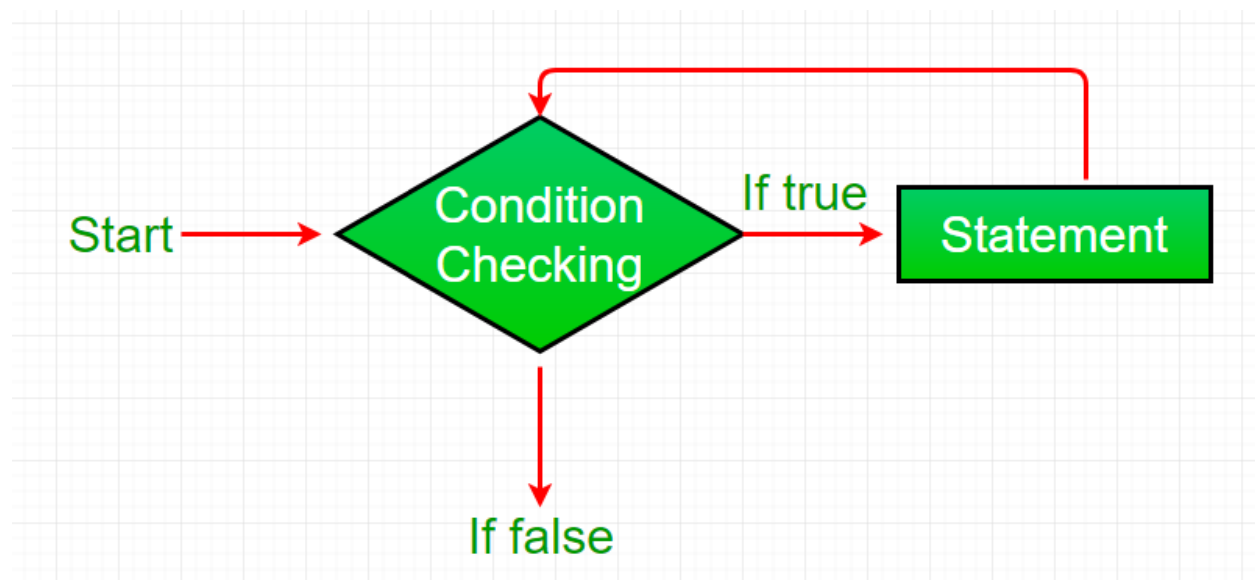 Start
Condition
Checking
If true
Statement
If false